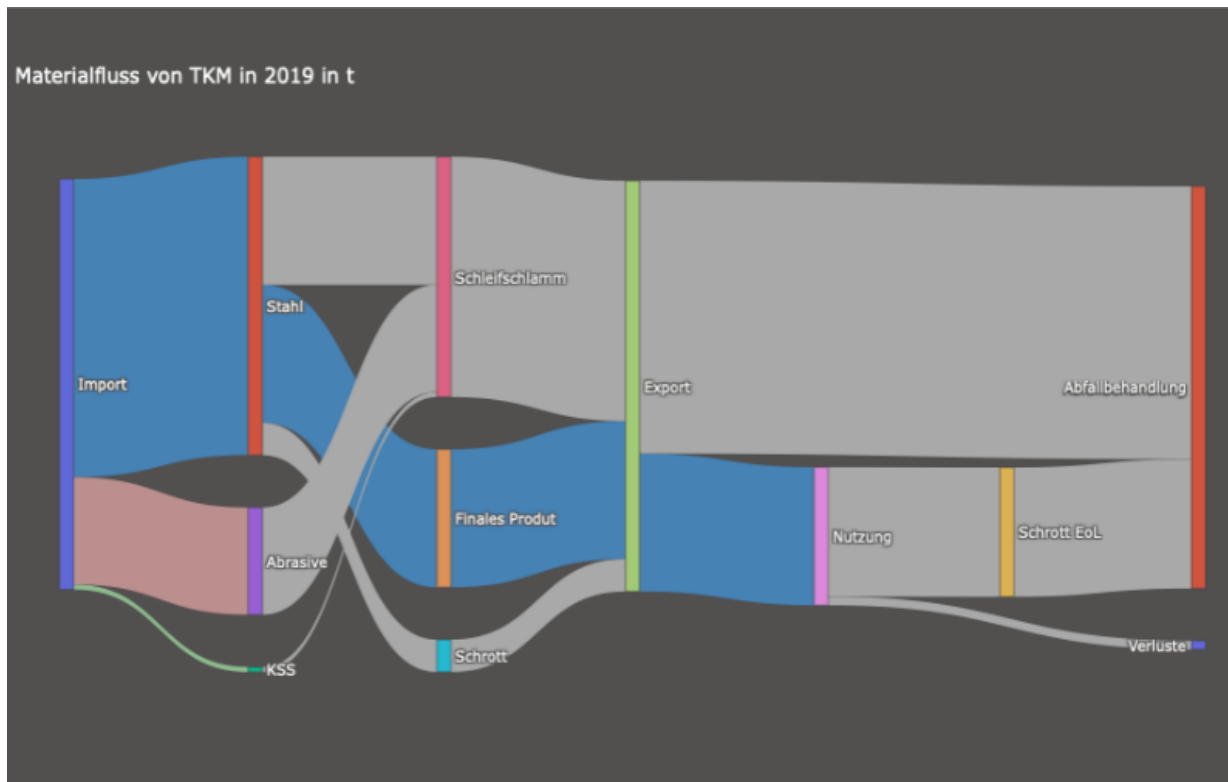 Materialfluss von TKM in 2019 in t
Import
Stahl
Abrasive
KSS
Schleifschlamm
Finales Produt
Schrott
Export
Nutzung
Schrott EoL
Abfallbehandlung
Verluste